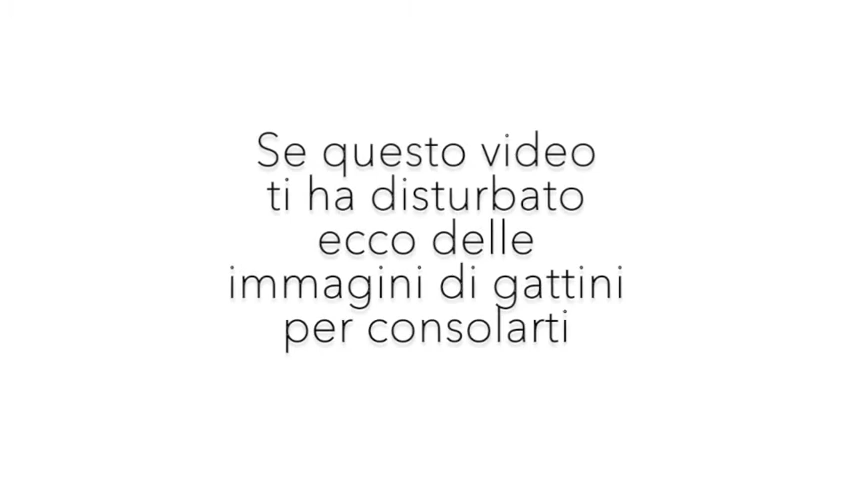 Se questo video
ti ha disturbato
ecco delle
immagini di gattini
per consolarti